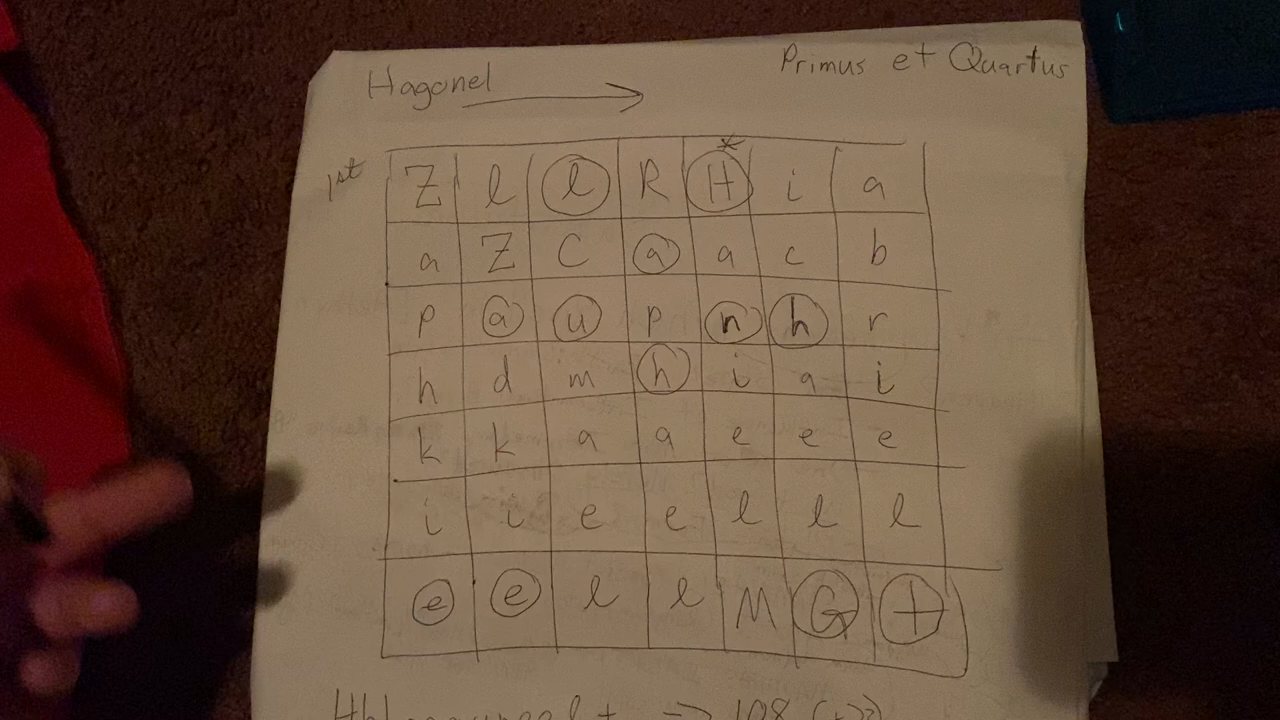 Hagonel → Primus et Quartus
*
1st Z l l R H i a
a Z C a a c b
p a u p n h r
h d m h i a i
k k a a e e e
i i e e l l l
e e l l M G +